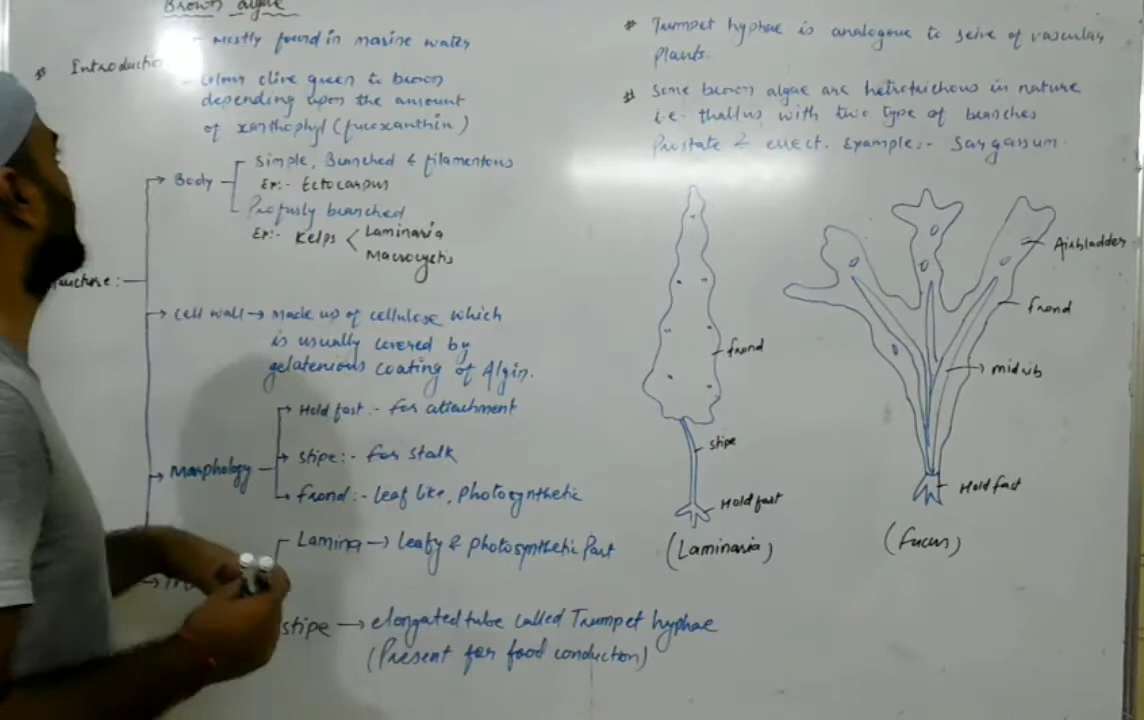 Brown algae
* Introduction
- Mostly found in marine water
- Colour olive green to brown
depending upon the amount
of xanthophyl (fucoxanthin)
Body
Simple, Branched & filamentous
Ex:- Ectocarpus
Profusly branched
Ex:- Kelps < Laminaria
Macrocystis
ructure:-
Cell wall → Made up of cellulose which
is usually covered by
gelatenious coating of Algin.
Morphology
Hold fast:- for attachment
Stipe:- for stalk
Frond:- leaf like, photosynthetic
Lamina → leafy & photosynthetic Part
stipe → elongated tube called Trumpet hyphae
(Present for food conduction)
* Trumpet hyphae is analogous to seive of vascular
plants.
* Some brown algae are hetrotrichous in nature
i.e. thallus with two type of branches
Prostate & erect. Example:- Sargassum.
frond
stipe
Hold fast
(Laminaria)
Airbladder
frond
midrib
Hold fast
(Fucus)